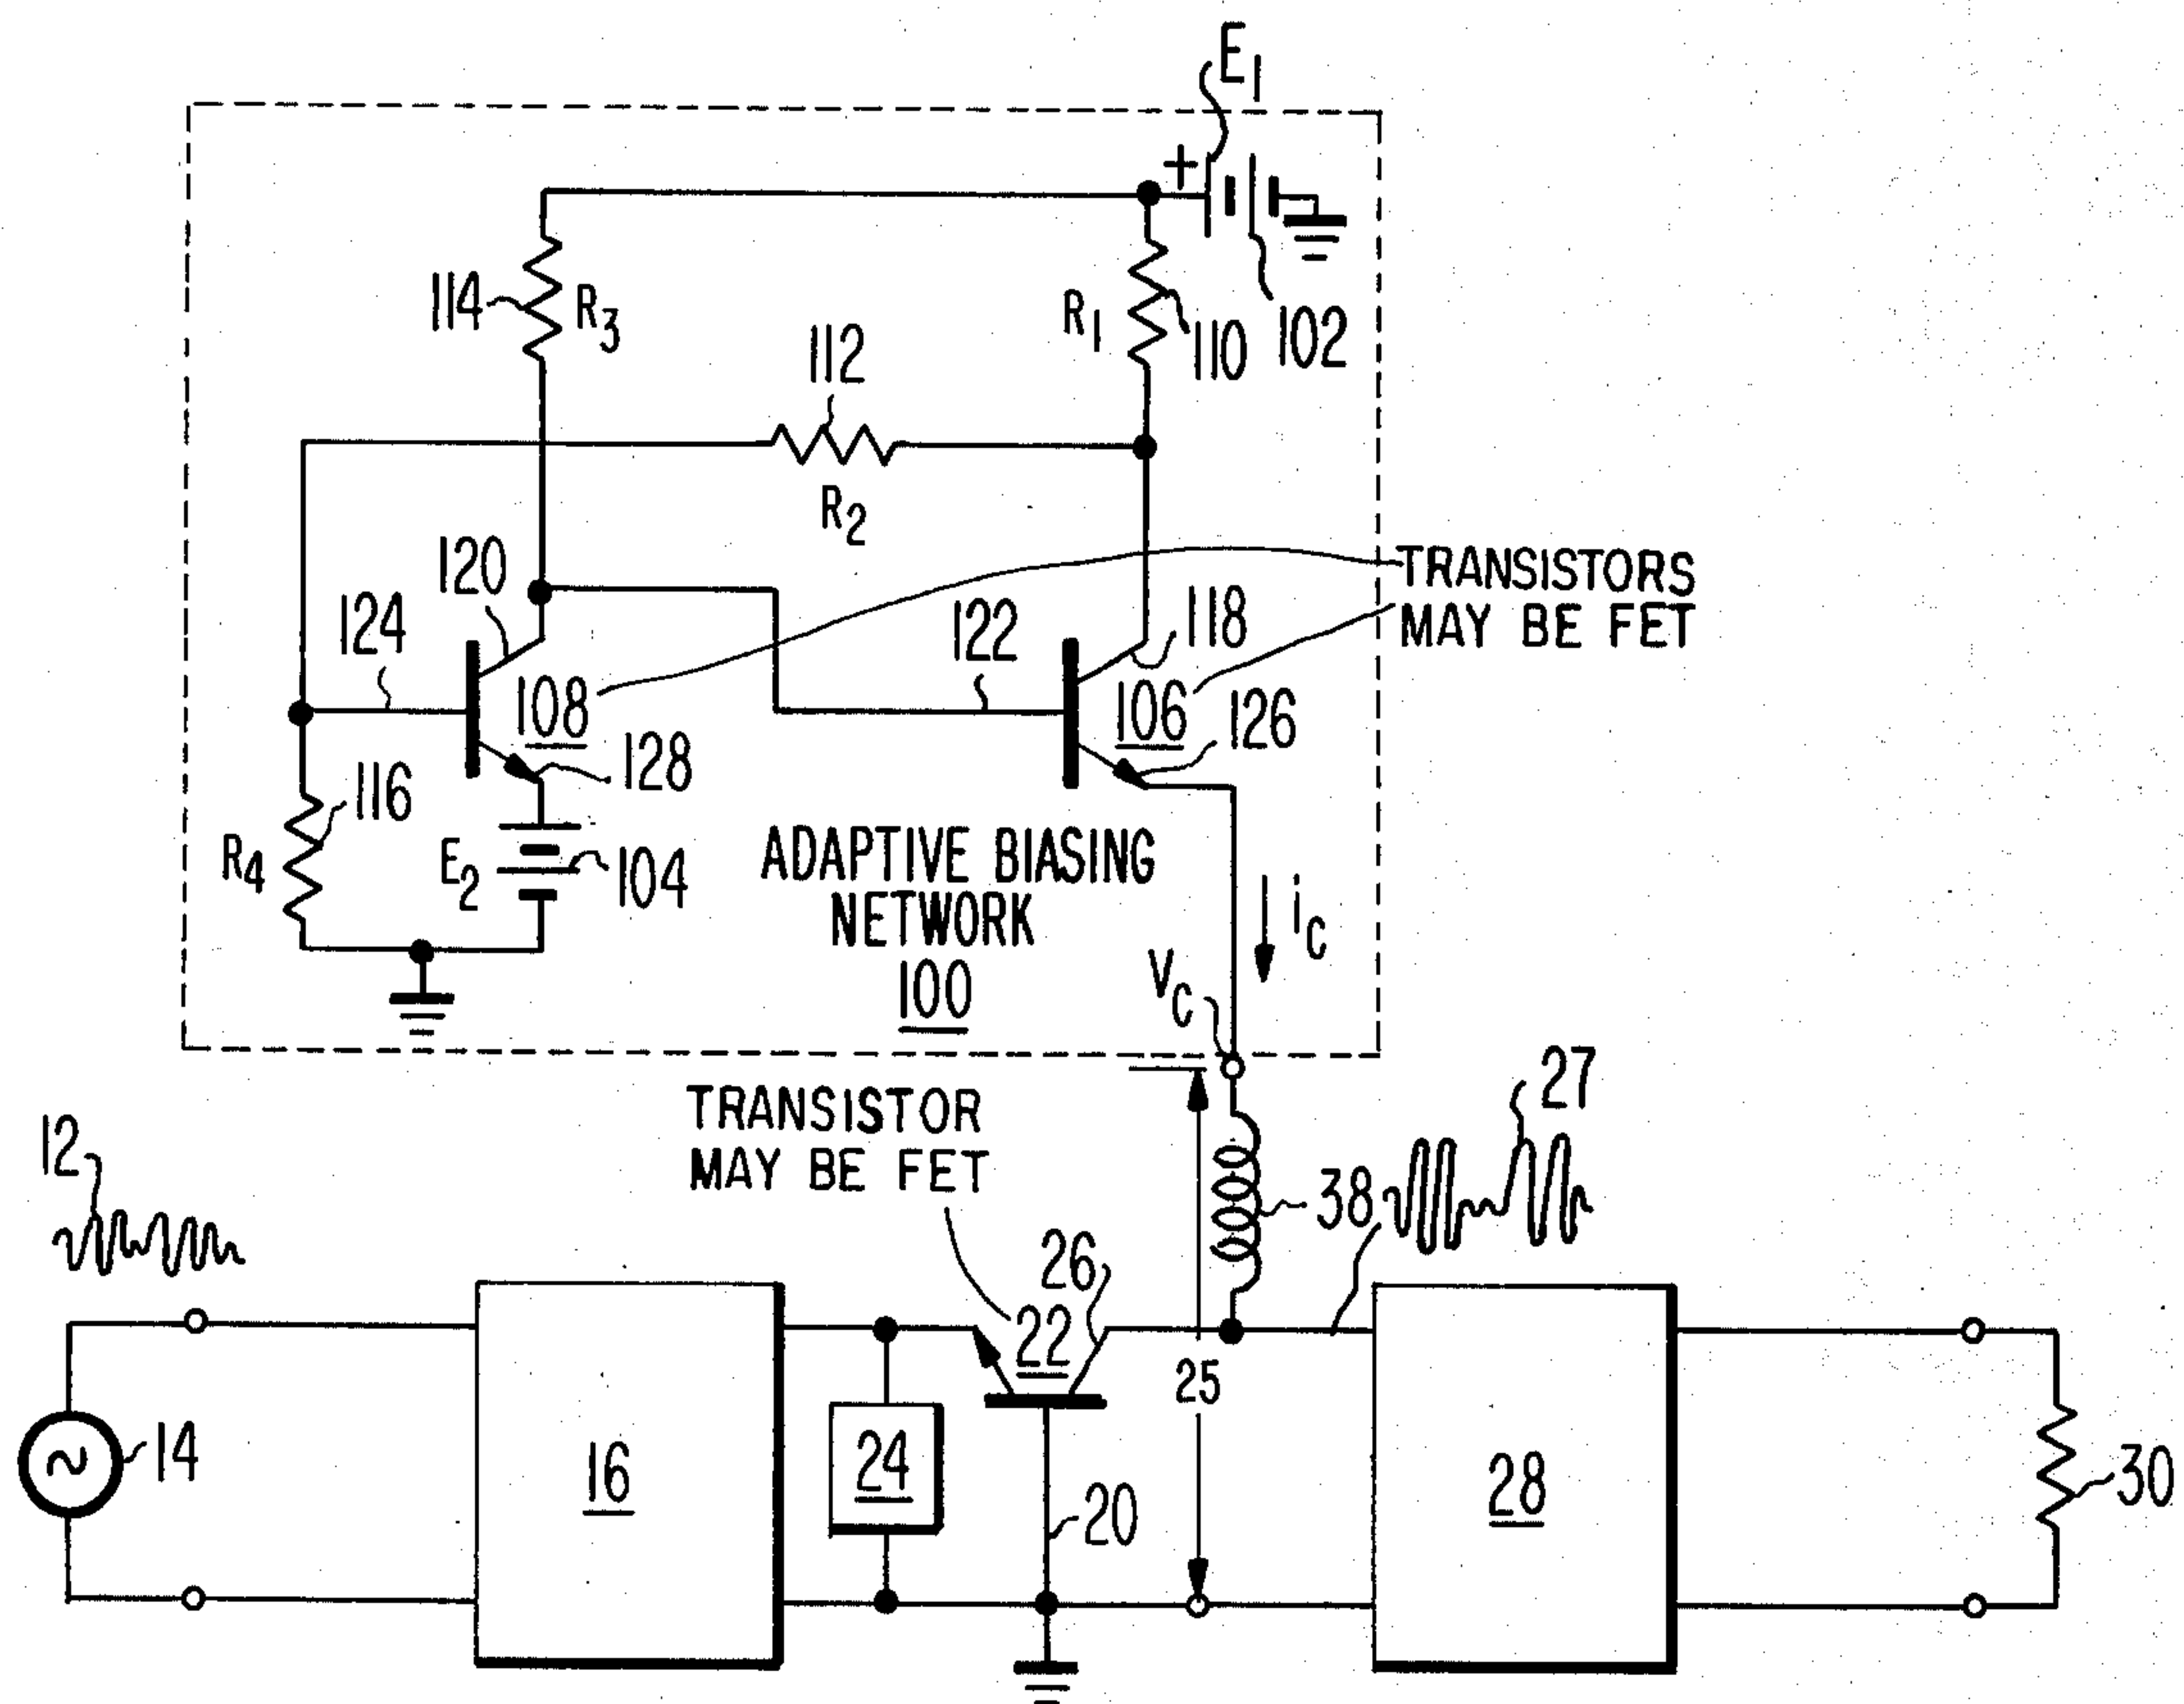 E1
+
114
R3
R1
110
102
112
R2
120
TRANSISTORS
MAY BE FET
124
122
118
108
106
126
128
116
R4
E2
104
ADAPTIVE BIASING
NETWORK
100
iC
VC
TRANSISTOR
MAY BE FET
27
12
38
26
22
25
14
16
24
20
28
30